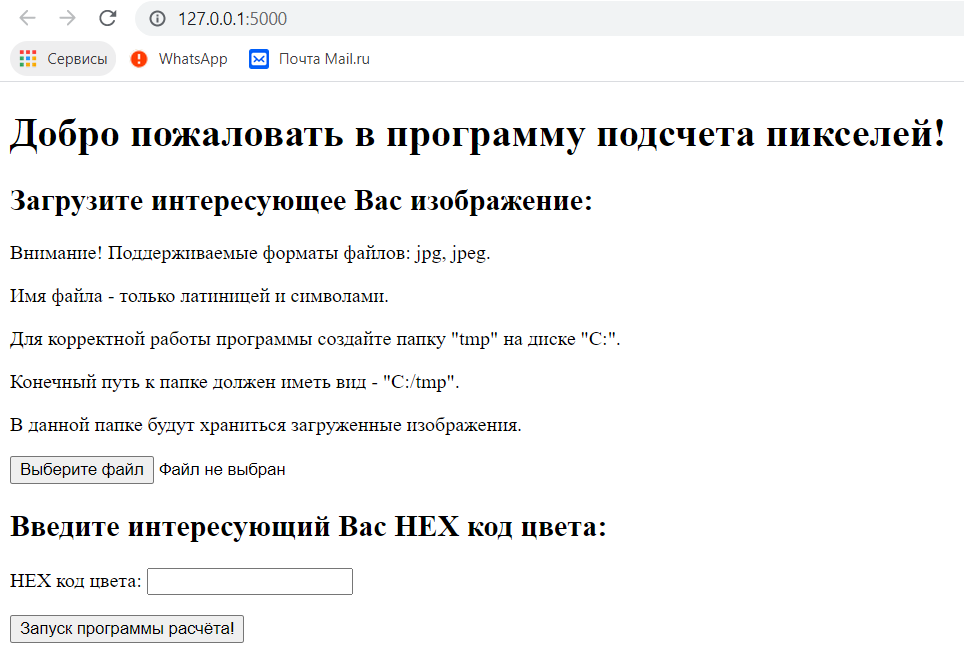 127.0.0.1:5000
Сервисы WhatsApp Почта Mail.ru
Добро пожаловать в программу подсчета пикселей!
Загрузите интересующее Вас изображение:
Внимание! Поддерживаемые форматы файлов: jpg, jpeg.
Имя файла - только латиницей и символами.
Для корректной работы программы создайте папку "tmp" на диске "C:".
Конечный путь к папке должен иметь вид - "C:/tmp".
В данной папке будут храниться загруженные изображения.
Выберите файл Файл не выбран
Введите интересующий Вас HEX код цвета:
HEX код цвета:
Запуск программы расчёта!